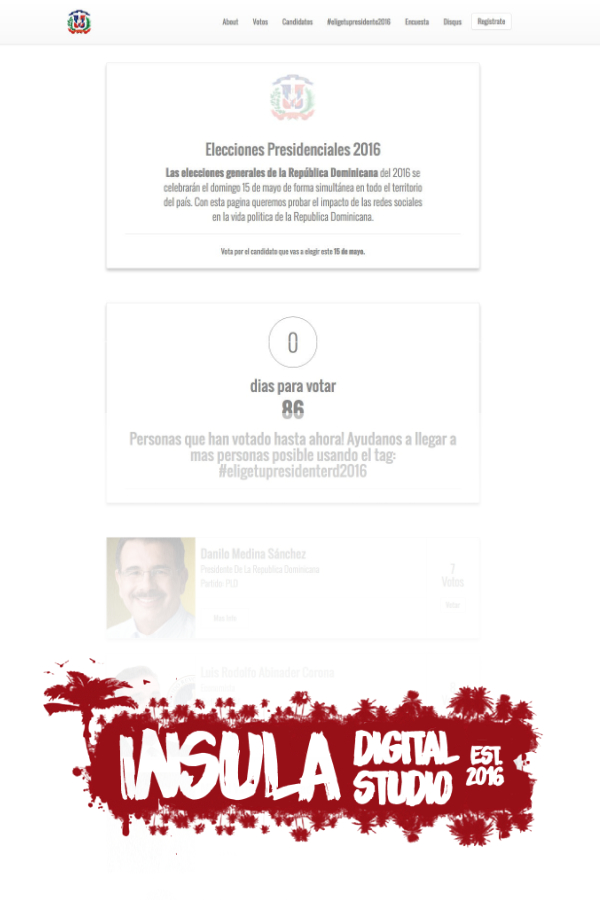 About Votos Candidatos #eligetupresidente2016 Encuesta Disqus Registrate
Elecciones Presidenciales 2016
Las elecciones generales de la República Dominicana del 2016 se
celebrarán el domingo 15 de mayo de forma simultánea en todo el territorio
del país. Con esta pagina queremos probar el impacto de las redes sociales
en la vida politica de la Republica Dominicana.
Vota por el candidato que vas a elegir este 15 de mayo.
0
dias para votar
86
Personas que han votado hasta ahora! Ayudanos a llegar a
mas personas posible usando el tag:
#eligetupresidenterd2016
Danilo Medina Sánchez
Presidente De La Republica Dominicana
Partido: PLD
7
Votos
Votar
Luis Rodolfo Abinader Corona
INSULA DIGITAL STUDIO EST. 2016